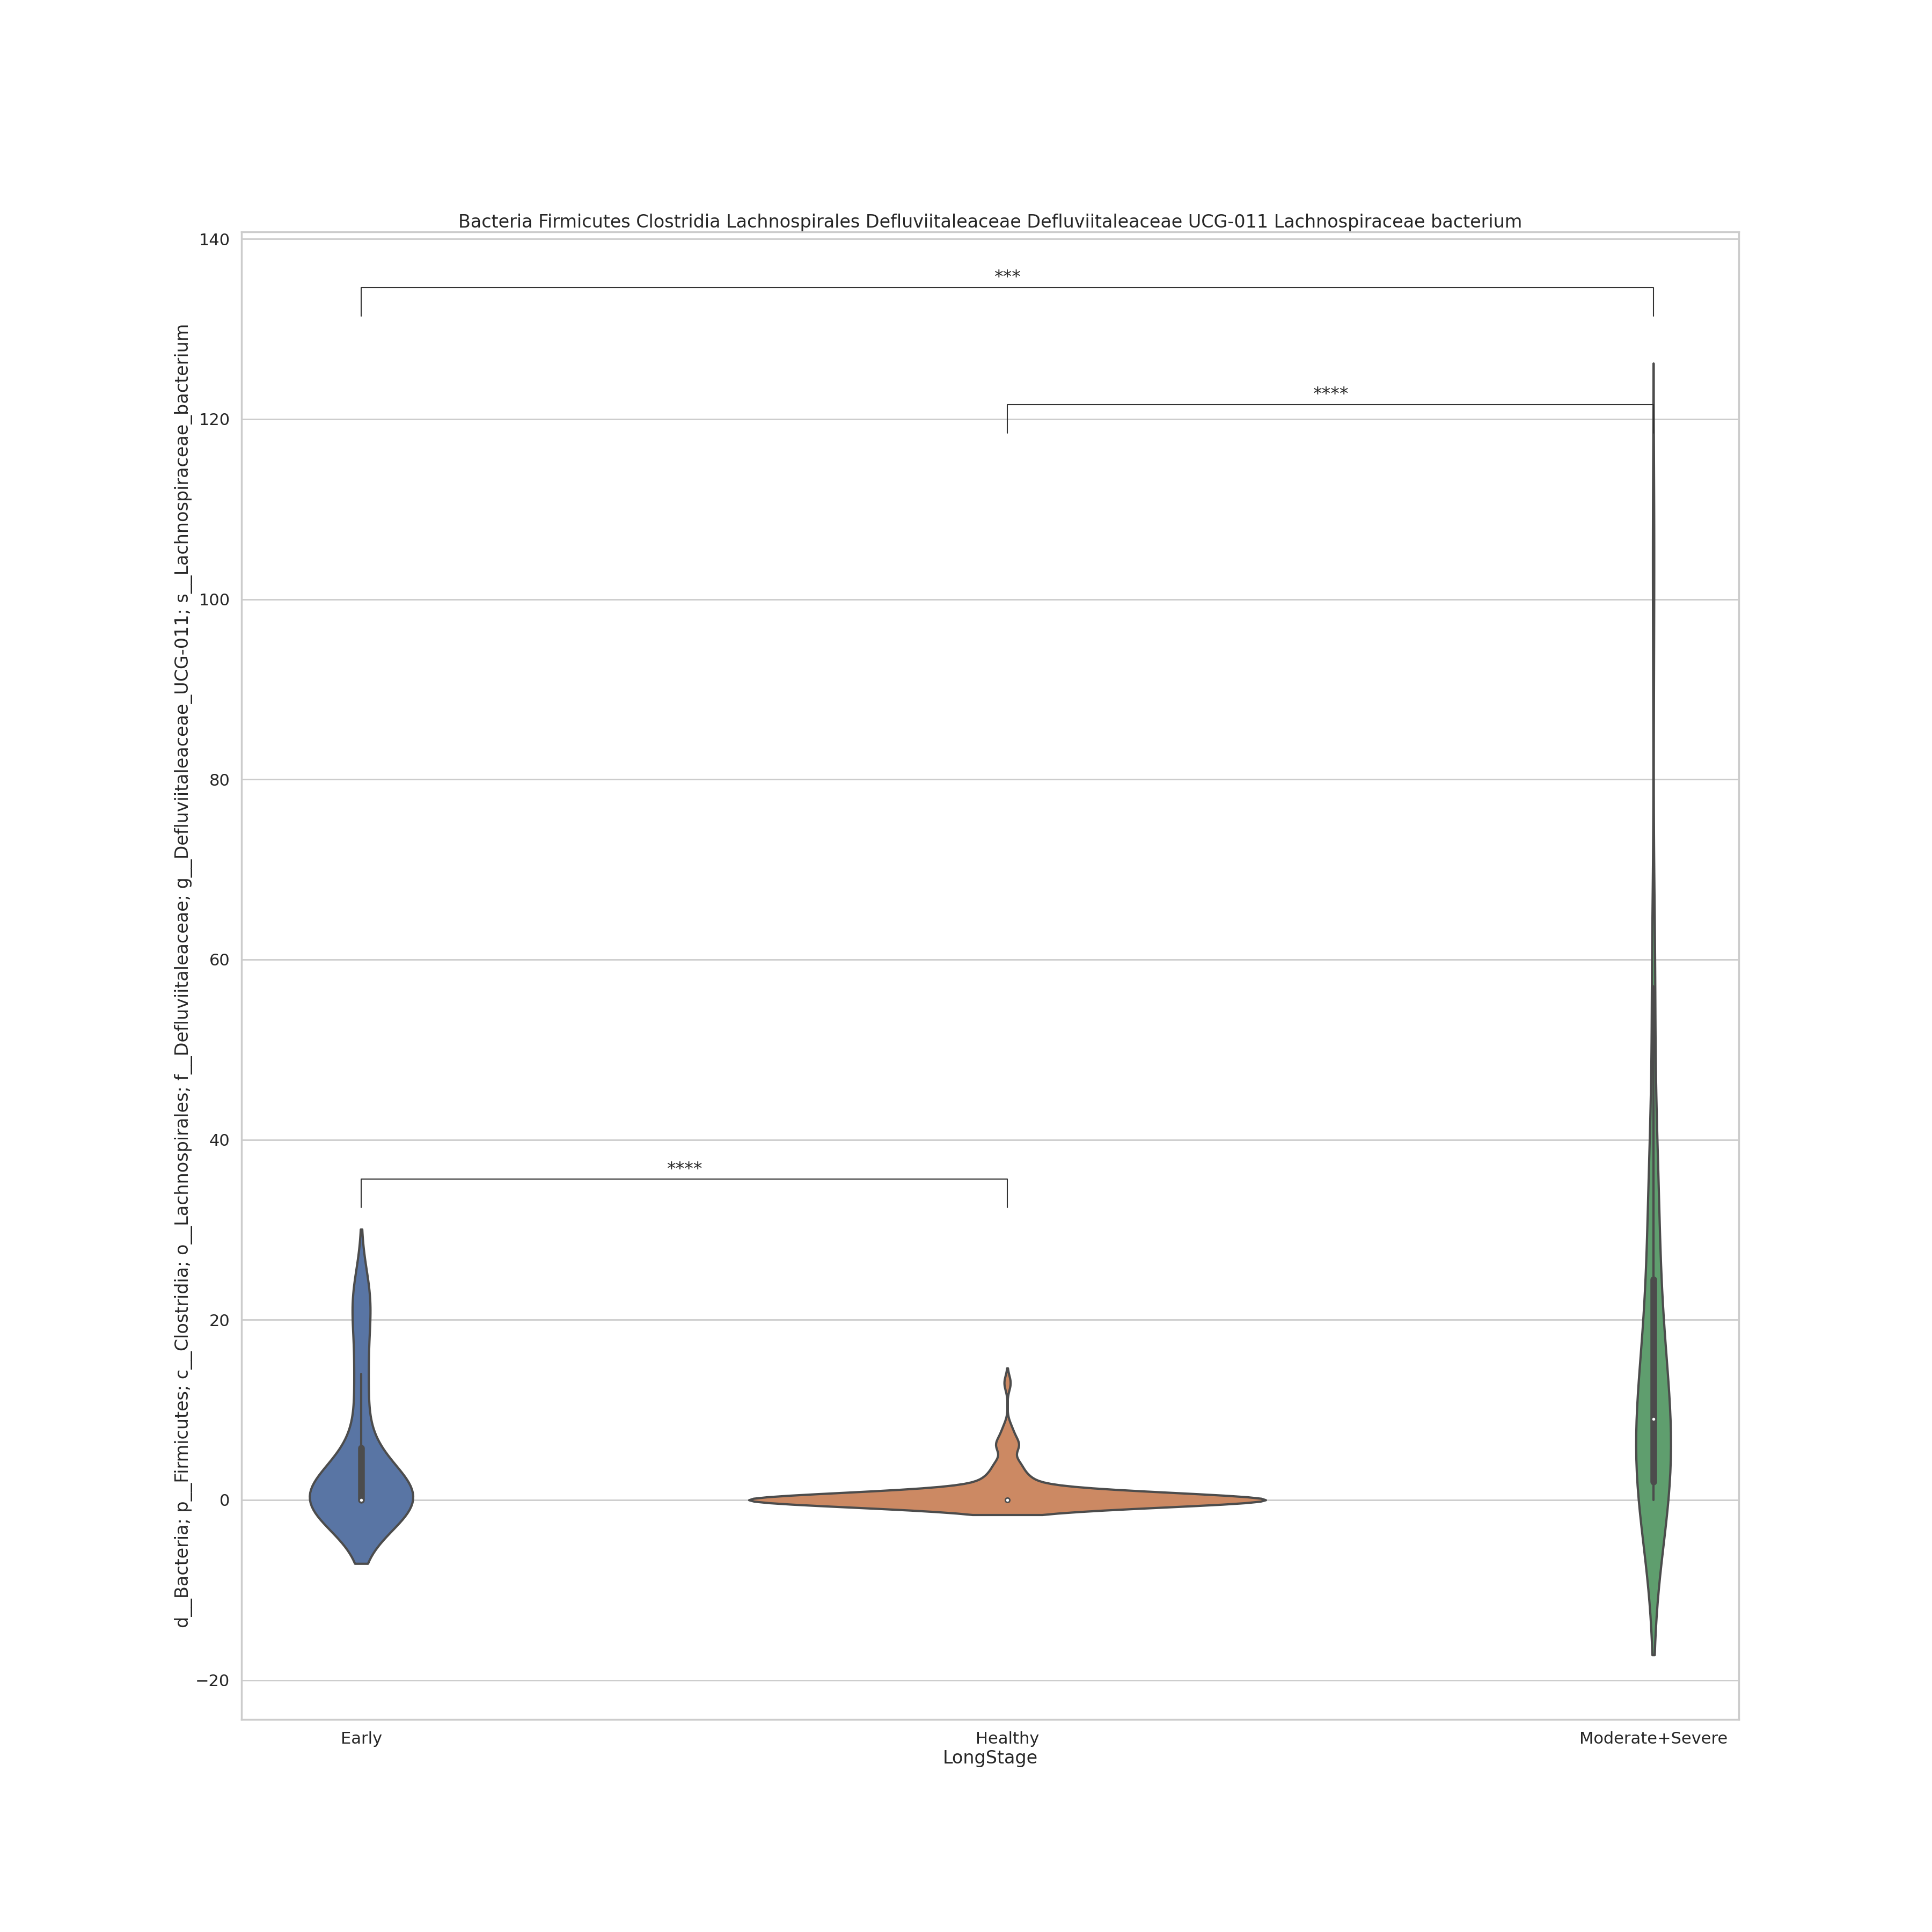 Bacteria Firmicutes Clostridia Lachnospirales Defluviitaleaceae Defluviitaleaceae UCG-011 Lachnospiraceae bacterium
d__Bacteria; p__Firmicutes; c__Clostridia; o__Lachnospirales; f__Defluviitaleaceae; g__Defluviitaleaceae_UCG-011; s__Lachnospiraceae_bacterium
140
120
100
80
60
40
20
0
−20
***
****
****
Early
Healthy
Moderate+Severe
LongStage